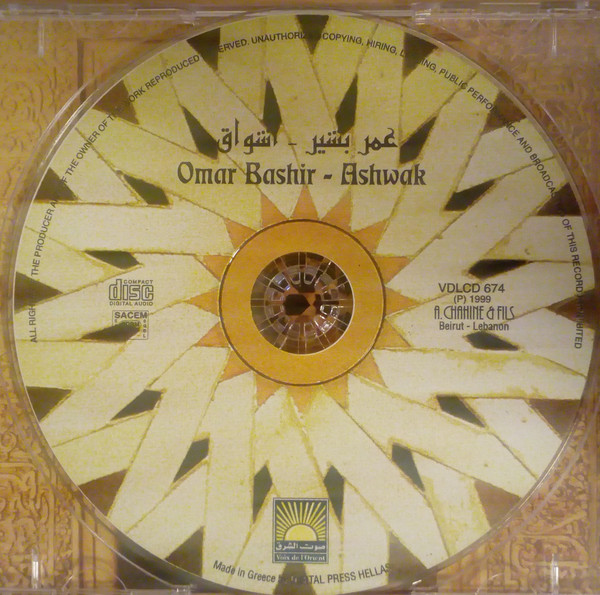 ALL RIGHTS OF THE PRODUCER AND OF THE OWNER OF THE WORK REPRODUCED RESERVED. UNAUTHORIZED COPYING, HIRING, LENDING, PUBLIC PERFORMANCE AND BROADCASTING OF THIS RECORD PROHIBITED
عمر بشير - اشواق
Omar Bashir - Ashwak
COMPACT
disc
DIGITAL AUDIO
SACEM
VDLCD 674
(P) 1999
A. CHAHINE & FILS
Beirut - Lebanon
صوت الشرق
Voix de l'Orient
Made in Greece by DIGITAL PRESS HELLAS